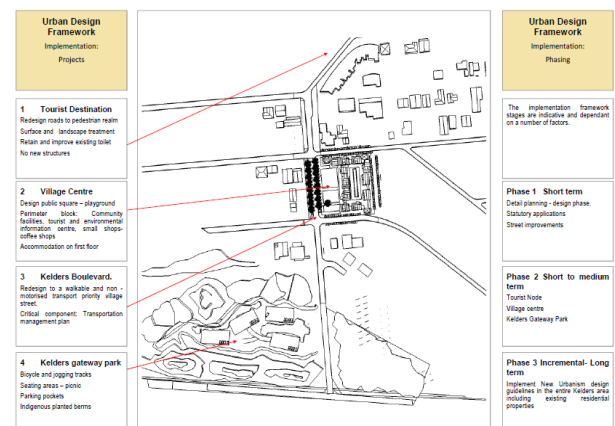 Urban Design
Framework
Implementation:
Projects
1 Tourist Destination
Redesign roads to pedestrian realm
Surface and landscape treatment
Retain and improve existing toilet
No new structures
2 Village Centre
Design public square – playground
Perimeter block: Community
facilities, tourist and environmental
information centre, small shops-
coffee shops
Accommodation on first floor
3 Kelders Boulevard.
Redesign to a walkable and non -
motorised transport priority village
street.
Critical component: Transportation
management plan
4 Kelders gateway park
Bicycle and jogging tracks
Seating areas – picnic
Parking pockets
Indigenous planted berms
Urban Design
Framework
Implementation:
Phasing
The implementation framework
stages are indicative and dependant
on a number of factors.
Phase 1 Short term
Detail planning - design phase.
Statutory applications
Street improvements
Phase 2 Short to medium
term
Tourist Node
Village centre
Kelders Gateway Park
Phase 3 Incremental- Long
term
Implement New Urbanism design
guidelines in the entire Kelders area
including existing residential
properties